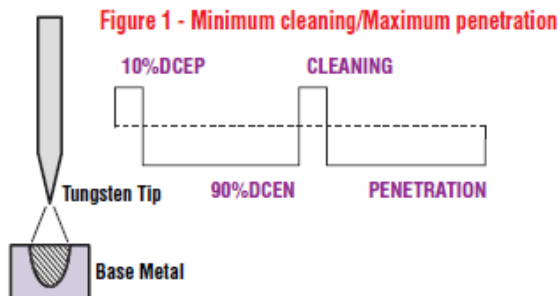 Figure 1 - Minimum cleaning/Maximum penetration
10%DCEP
CLEANING
Tungsten Tip
90%DCEN
PENETRATION
Base Metal